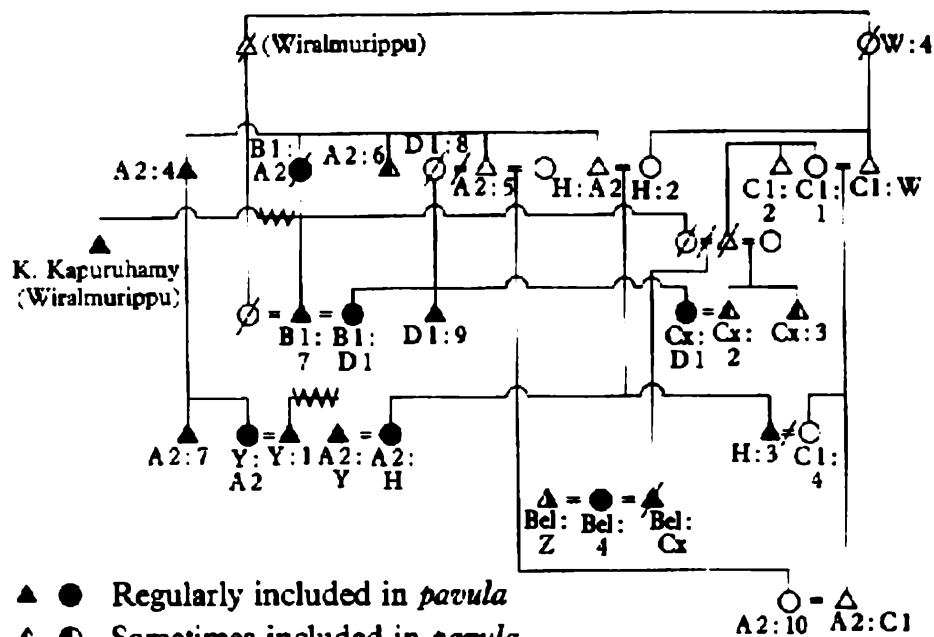 (Wiralmurippu) W:4
D1:8
B1:
A2:4 A2 A2:6 A2:5 H:A2 H:2 C1: C1: C1:W
2 1
K. Kapuruhamy
(Wiralmurippu)
B1: B1: D1:9 Cx: Cx: Cx:3
7 D1 D1 2
A2:7 Y: Y:1 A2: A2: H:3 C1:
A2 Y H 4
Bel: Bel: Bel:
Z 4 Cx
Regularly included in pavula
Sometimes included in pavula
A2:10 A2:C1